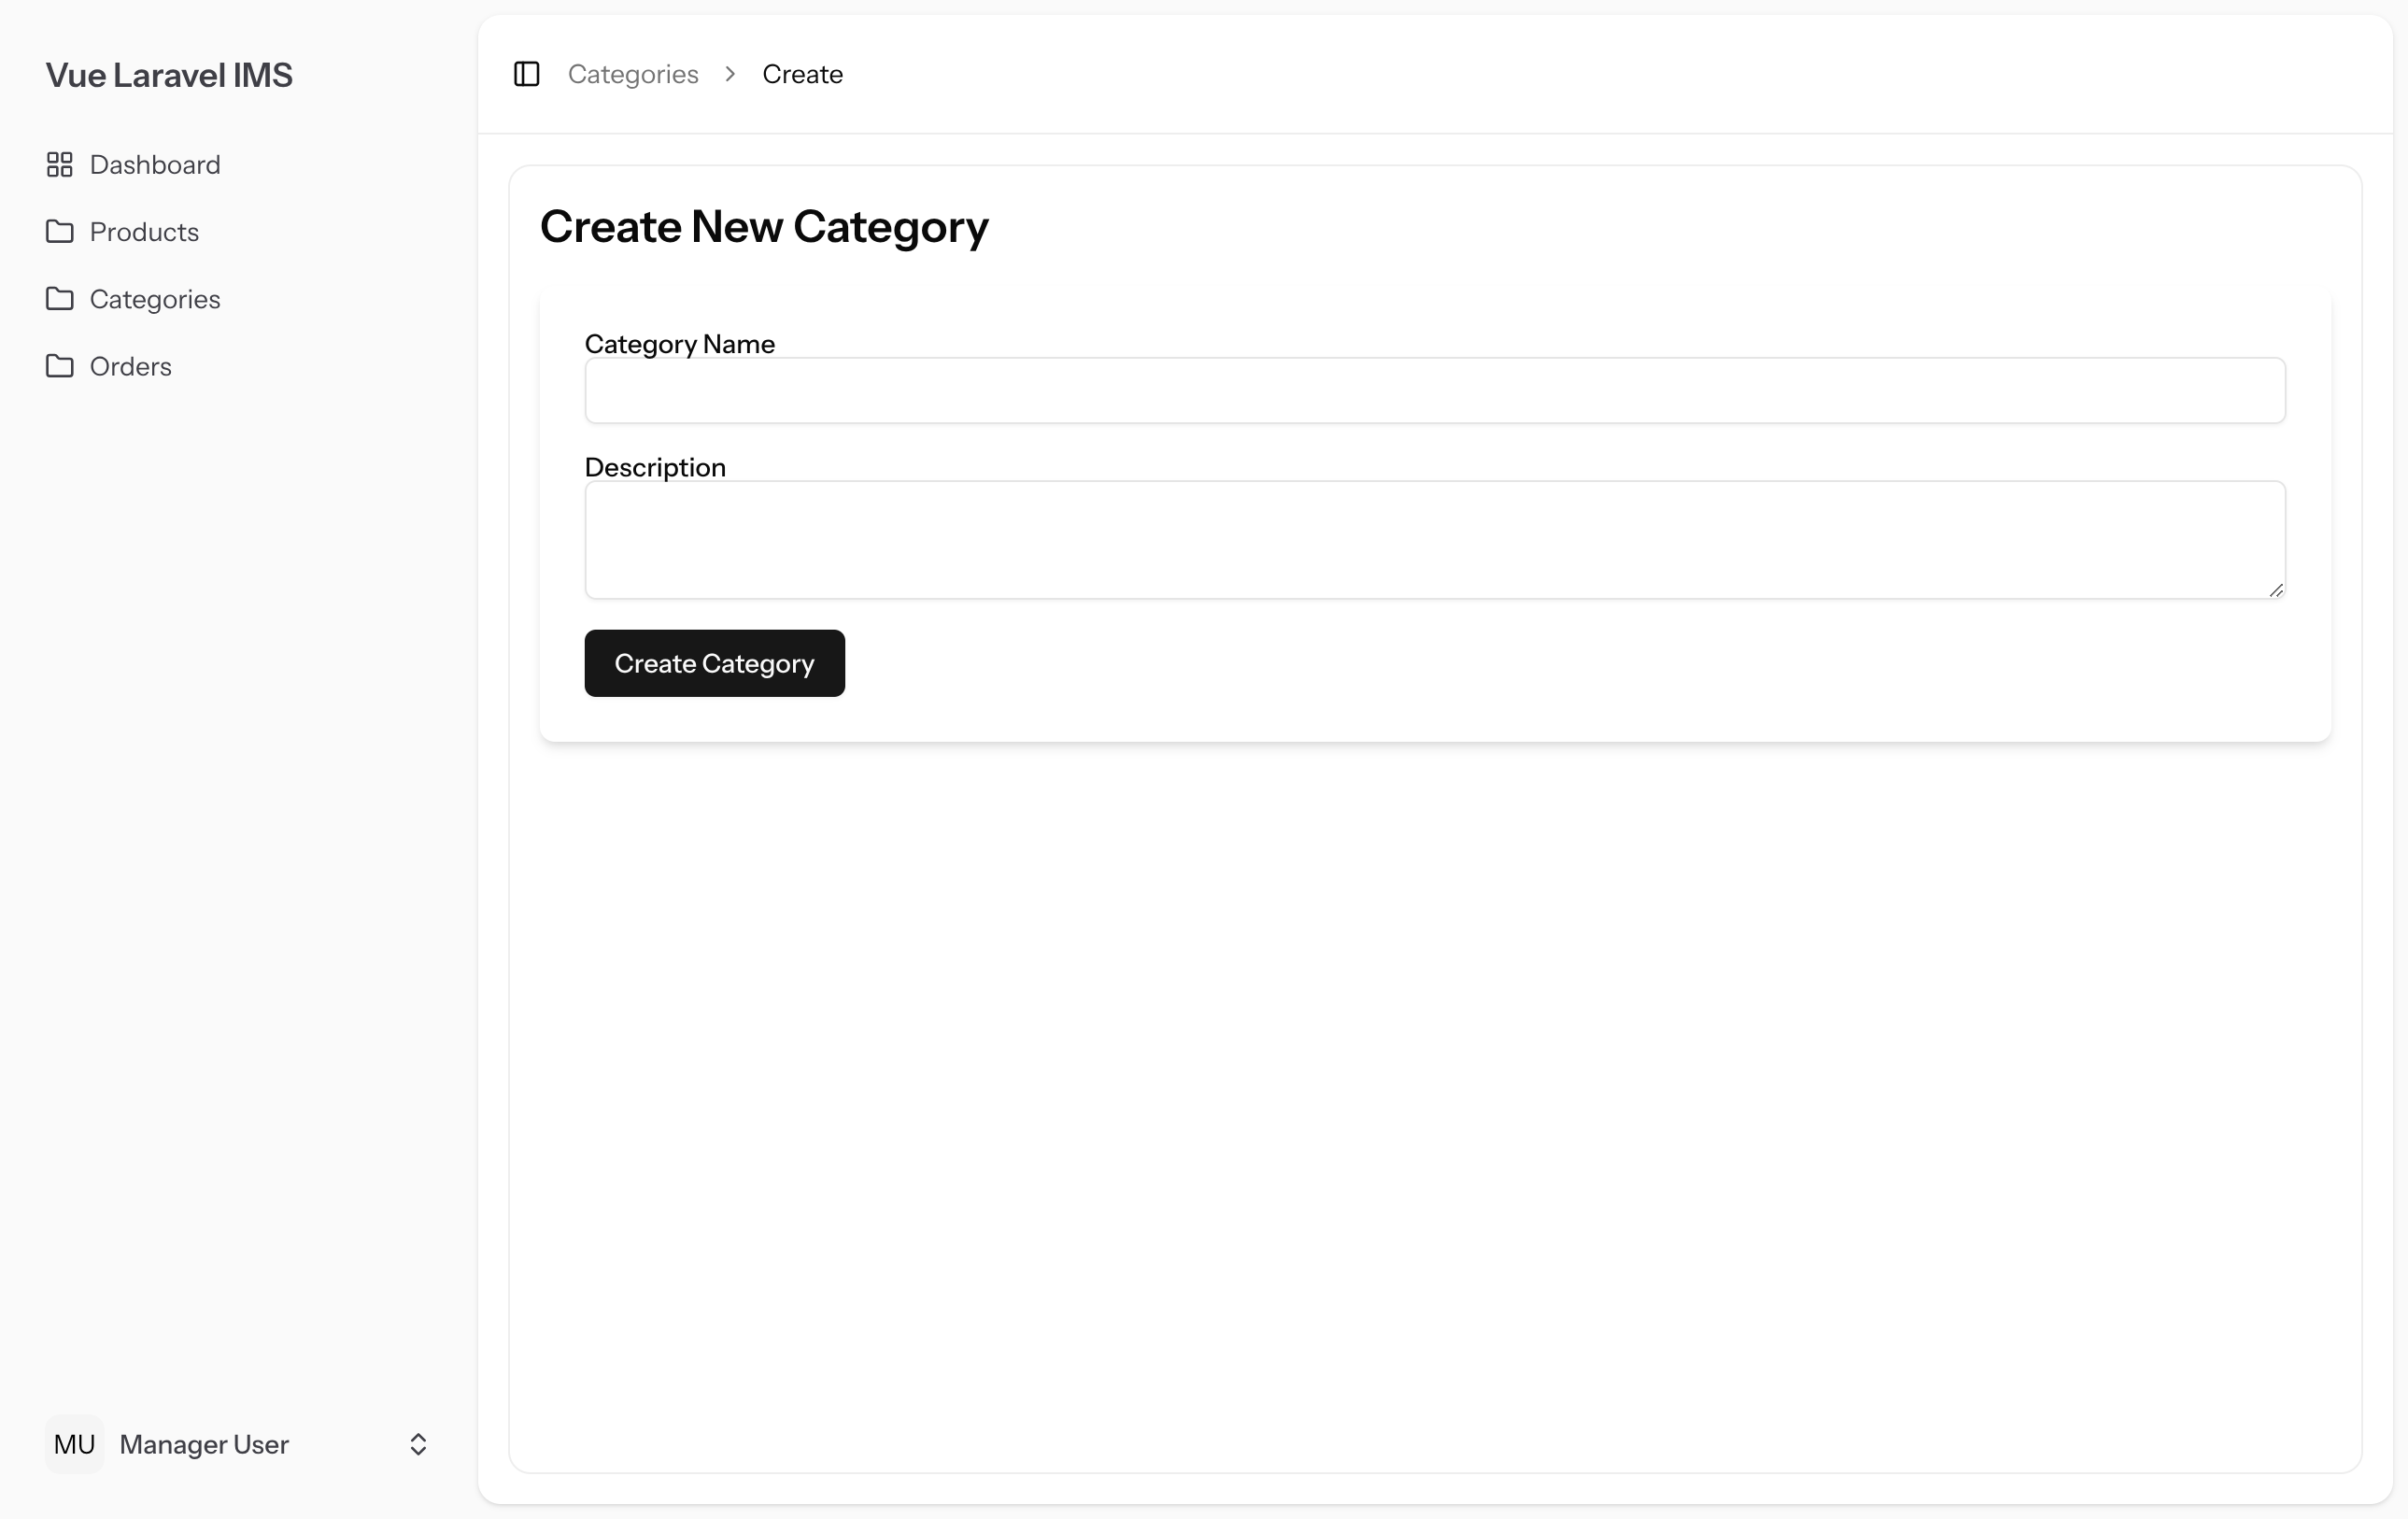 Vue Laravel IMS
Dashboard
Products
Categories
Orders
MU Manager User
Categories > Create
Create New Category
Category Name
Description
Create Category